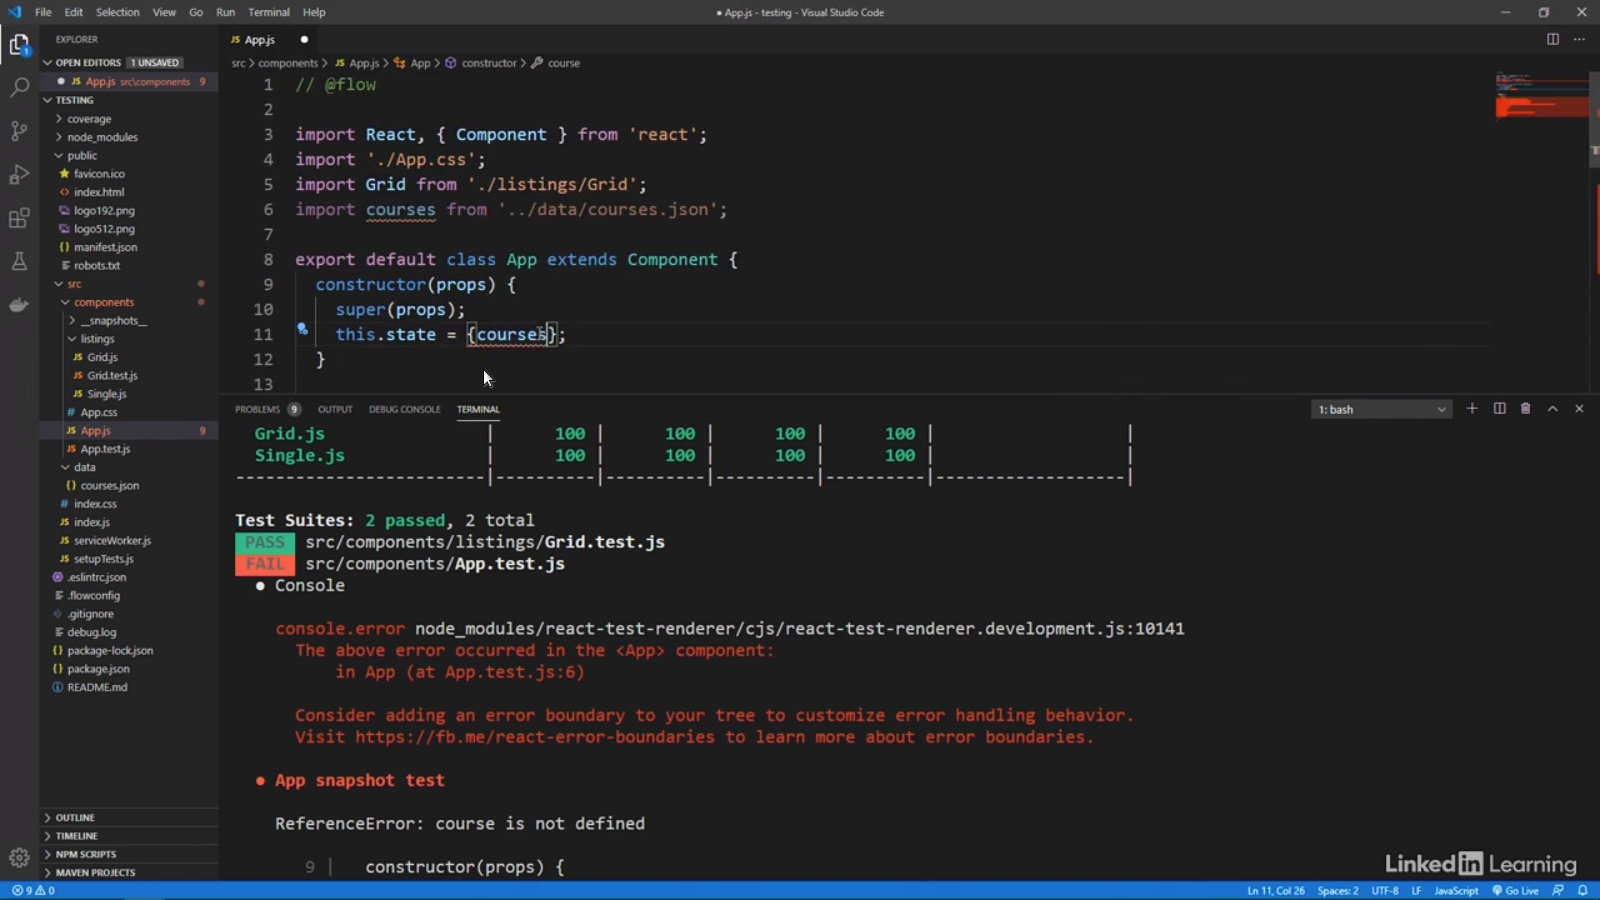 File Edit Selection View Go Run Terminal Help
● App.js - testing - Visual Studio Code
EXPLORER
OPEN EDITORS 1 UNSAVED
JS App.js src\components 9
TESTING
coverage
node_modules
public
favicon.ico
<> index.html
logo192.png
logo512.png
{} manifest.json
robots.txt
src
components
__snapshots__
listings
JS Grid.js
JS Grid.test.js
JS Single.js
# App.css
JS App.js 9
JS App.test.js
data
{} courses.json
# index.css
JS index.js
JS serviceWorker.js
JS setupTests.js
.eslintrc.json
.flowconfig
.gitignore
debug.log
{} package-lock.json
{} package.json
README.md
OUTLINE
TIMELINE
NPM SCRIPTS
MAVEN PROJECTS
JS App.js ●
src > components > JS App.js > App > constructor > course
1 // @flow
2
3 import React, { Component } from 'react';
4 import './App.css';
5 import Grid from './listings/Grid';
6 import courses from '../data/courses.json';
7
8 export default class App extends Component {
9 constructor(props) {
10 super(props);
11 this.state = {courses};
12 }
13
PROBLEMS 9 OUTPUT DEBUG CONSOLE TERMINAL 1: bash
Grid.js | 100 | 100 | 100 | 100 | |
Single.js | 100 | 100 | 100 | 100 | |
-------------------------|----------|----------|----------|----------|-------------------|
Test Suites: 2 passed, 2 total
PASS src/components/listings/Grid.test.js
FAIL src/components/App.test.js
● Console
console.error node_modules/react-test-renderer/cjs/react-test-renderer.development.js:10141
The above error occurred in the <App> component:
in App (at App.test.js:6)
Consider adding an error boundary to your tree to customize error handling behavior.
Visit https://fb.me/react-error-boundaries to learn more about error boundaries.
● App snapshot test
ReferenceError: course is not defined
9 | constructor(props) {
LinkedIn Learning
9 0 Ln 11, Col 26 Spaces: 2 UTF-8 LF JavaScript Go Live